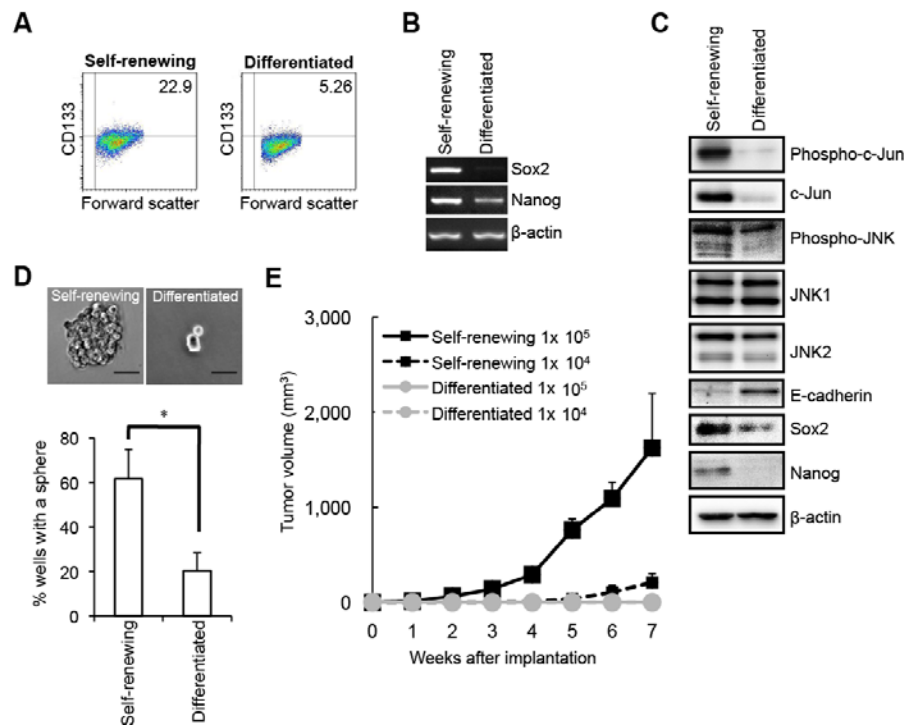 A
Self-renewing
22.9
CD133
Forward scatter
Differentiated
5.26
CD133
Forward scatter
B
Self-renewing
Differentiated
Sox2
Nanog
β-actin
C
Self-renewing
Differentiated
Phospho-c-Jun
c-Jun
Phospho-JNK
JNK1
JNK2
E-cadherin
Sox2
Nanog
β-actin
D
Self-renewing
Differentiated
*
% wells with a sphere
80
60
40
20
0
Self-renewing
Differentiated
E
Tumor volume (mm³)
3,000
2,000
1,000
0
Self-renewing 1x 10⁵
Self-renewing 1x 10⁴
Differentiated 1x 10⁵
Differentiated 1x 10⁴
0 1 2 3 4 5 6 7
Weeks after implantation